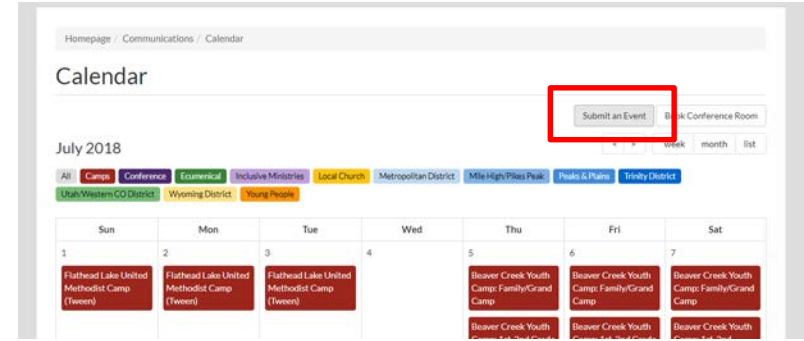 Homepage / Communications / Calendar
Calendar
Submit an Event Book Conference Room
July 2018 « » week month list
All Camps Conference Ecumenical Inclusive Ministries Local Church Metropolitan District Mile High/Pikes Peak Peaks & Plains Trinity District
Utah/Western CO District Wyoming District Young People
Sun Mon Tue Wed Thu Fri Sat
1 2 3 4 5 6 7
Flathead Lake United Flathead Lake United Flathead Lake United Beaver Creek Youth Beaver Creek Youth Beaver Creek Youth
Methodist Camp Methodist Camp Methodist Camp Camp: Family/Grand Camp: Family/Grand Camp: Family/Grand
(Tween) (Tween) (Tween) Camp Camp Camp
Beaver Creek Youth Beaver Creek Youth Beaver Creek Youth